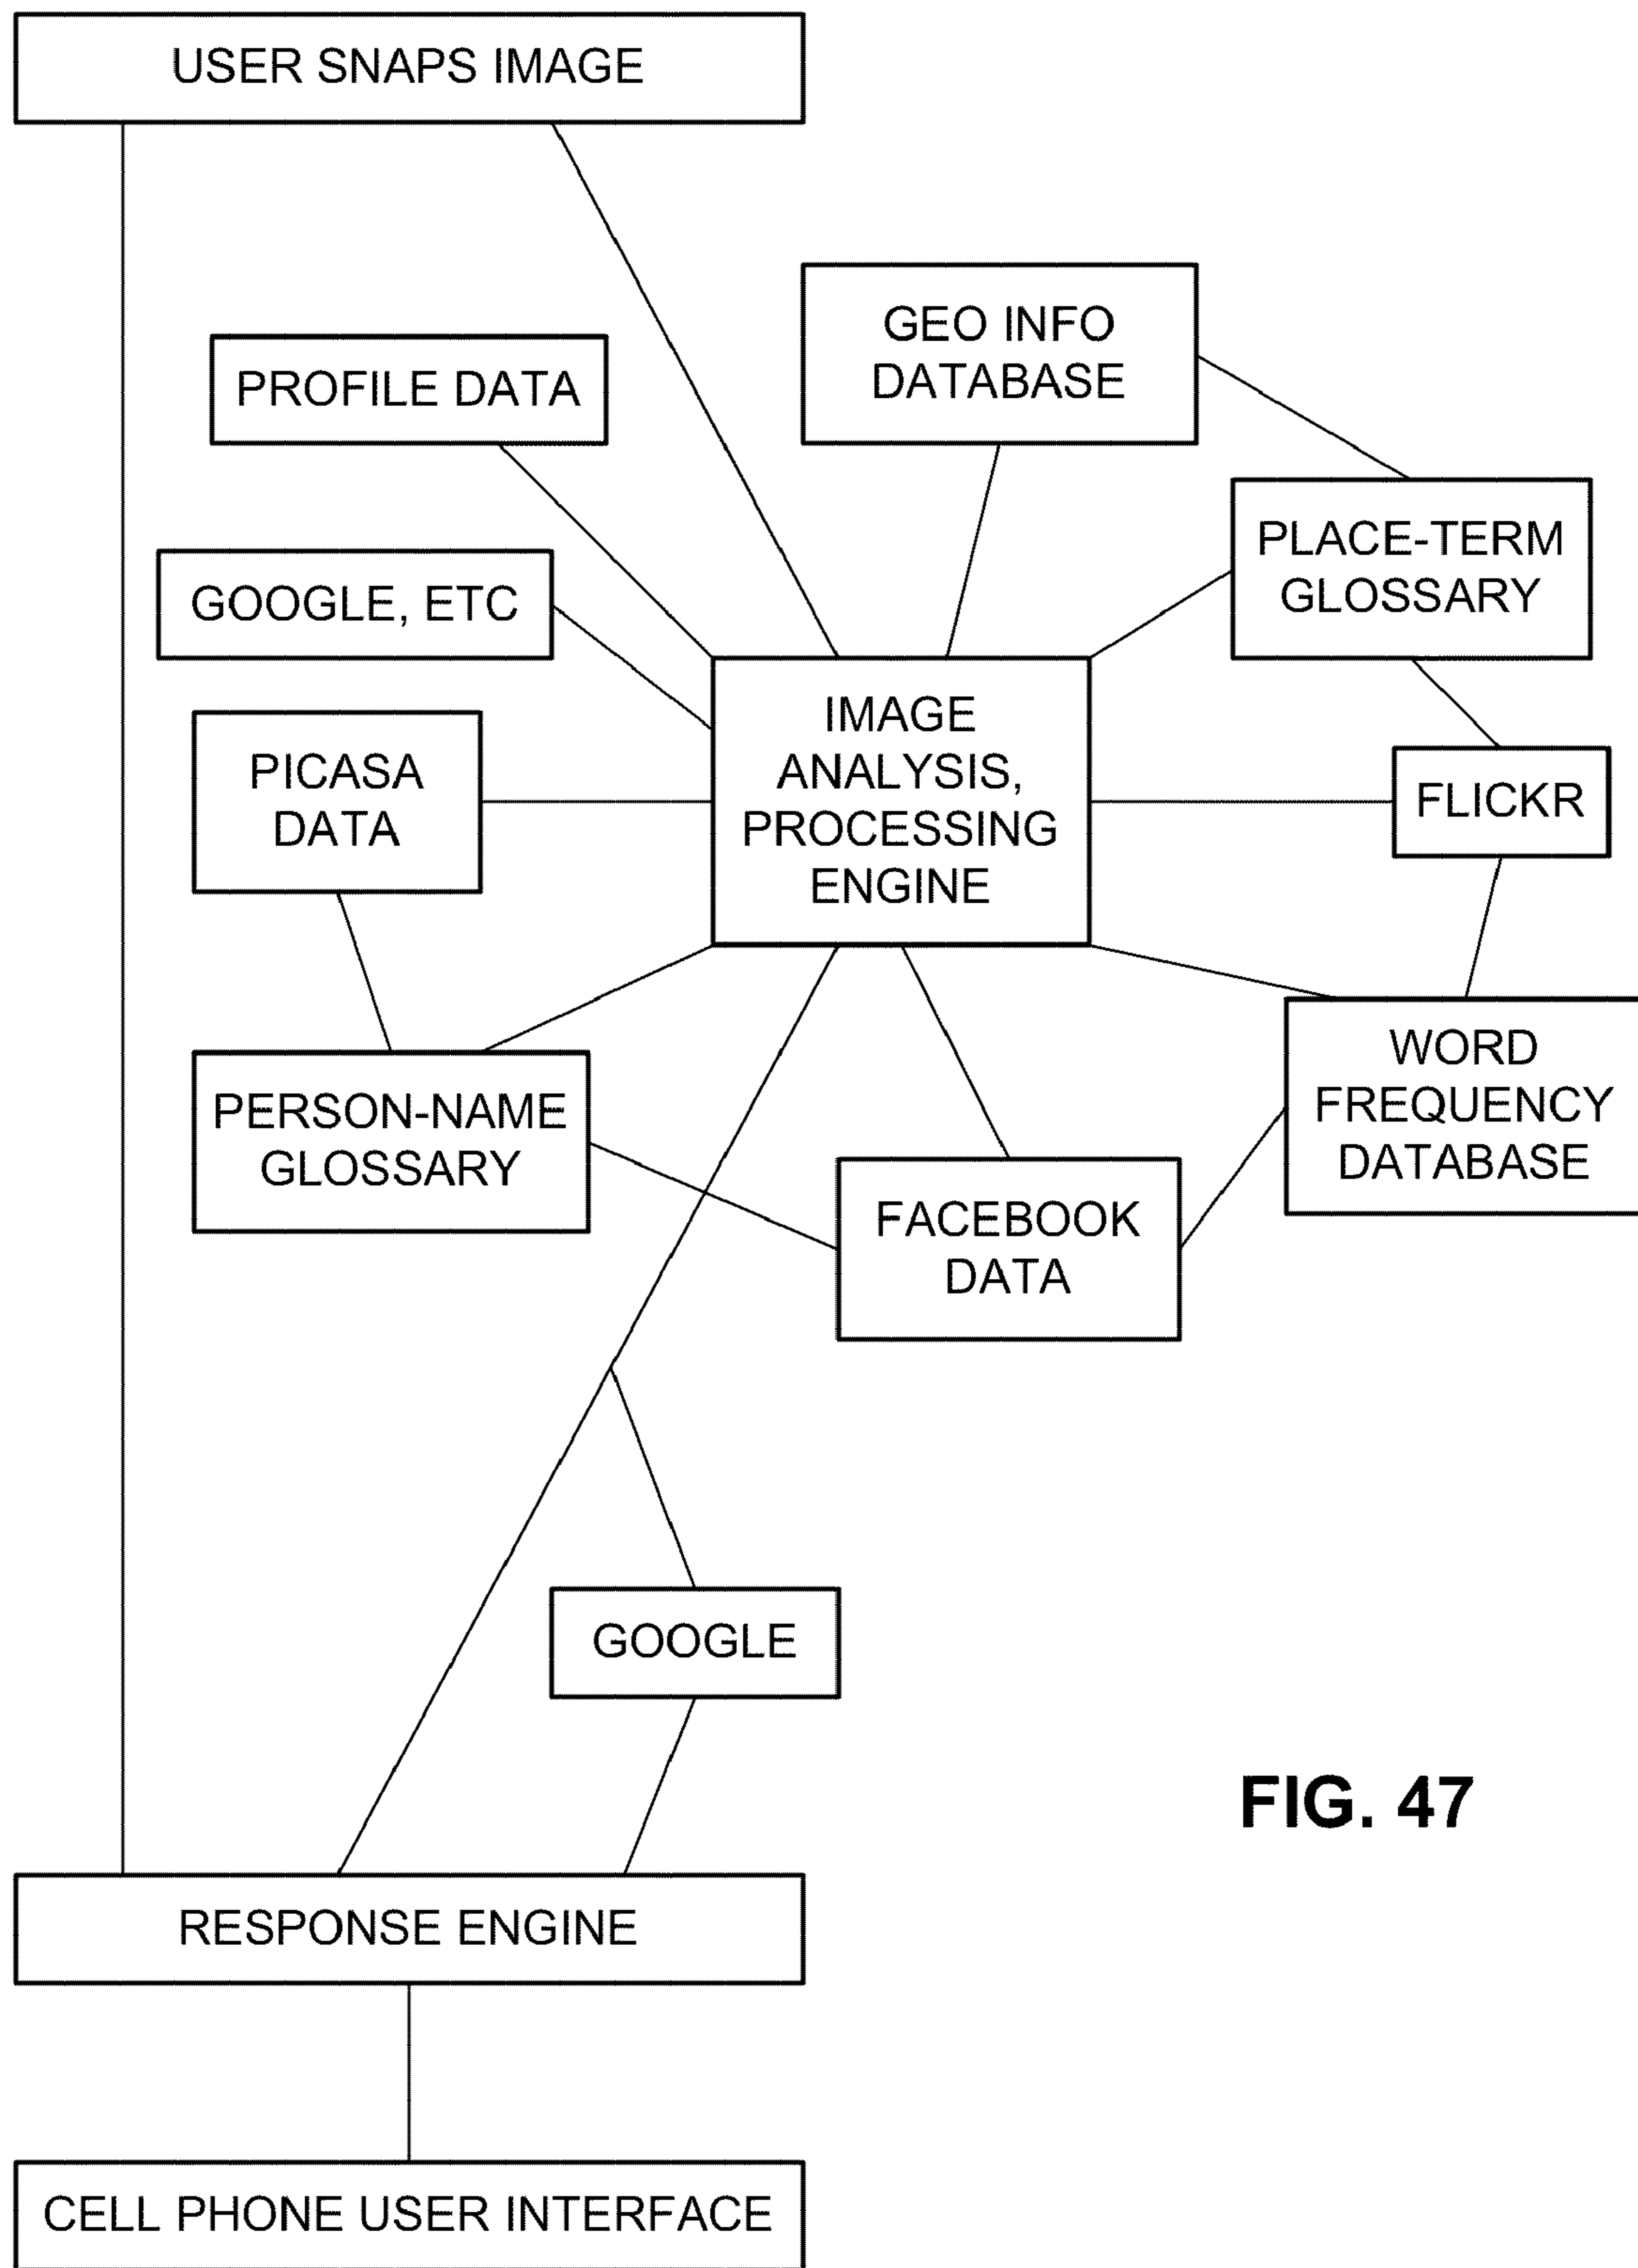 USER SNAPS IMAGE
GEO INFO
DATABASE
PROFILE DATA
PLACE-TERM
GLOSSARY
GOOGLE, ETC
IMAGE
ANALYSIS,
PROCESSING
ENGINE
PICASA
DATA
FLICKR
WORD
FREQUENCY
DATABASE
PERSON-NAME
GLOSSARY
FACEBOOK
DATA
GOOGLE
FIG. 47
RESPONSE ENGINE
CELL PHONE USER INTERFACE